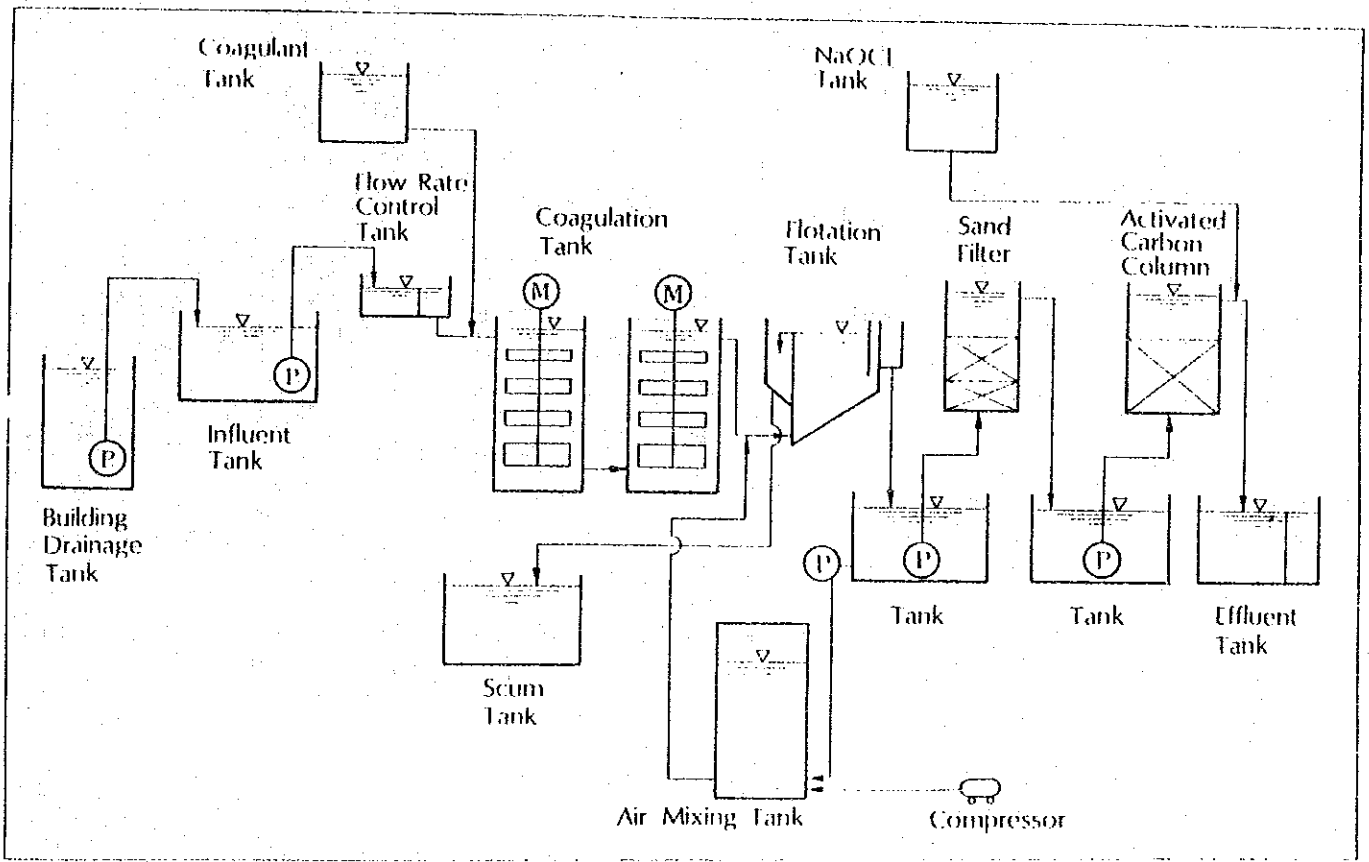 Coagulant
Tank
NaOCl
Tank
Flow Rate
Control
Tank
Coagulation
Tank
Flotation
Tank
Sand
Filter
Activated
Carbon
Column
M
M
P
P
Influent
Tank
Building
Drainage
Tank
P
P
P
Tank
Tank
Effluent
Tank
Scum
Tank
Air Mixing Tank
Compressor